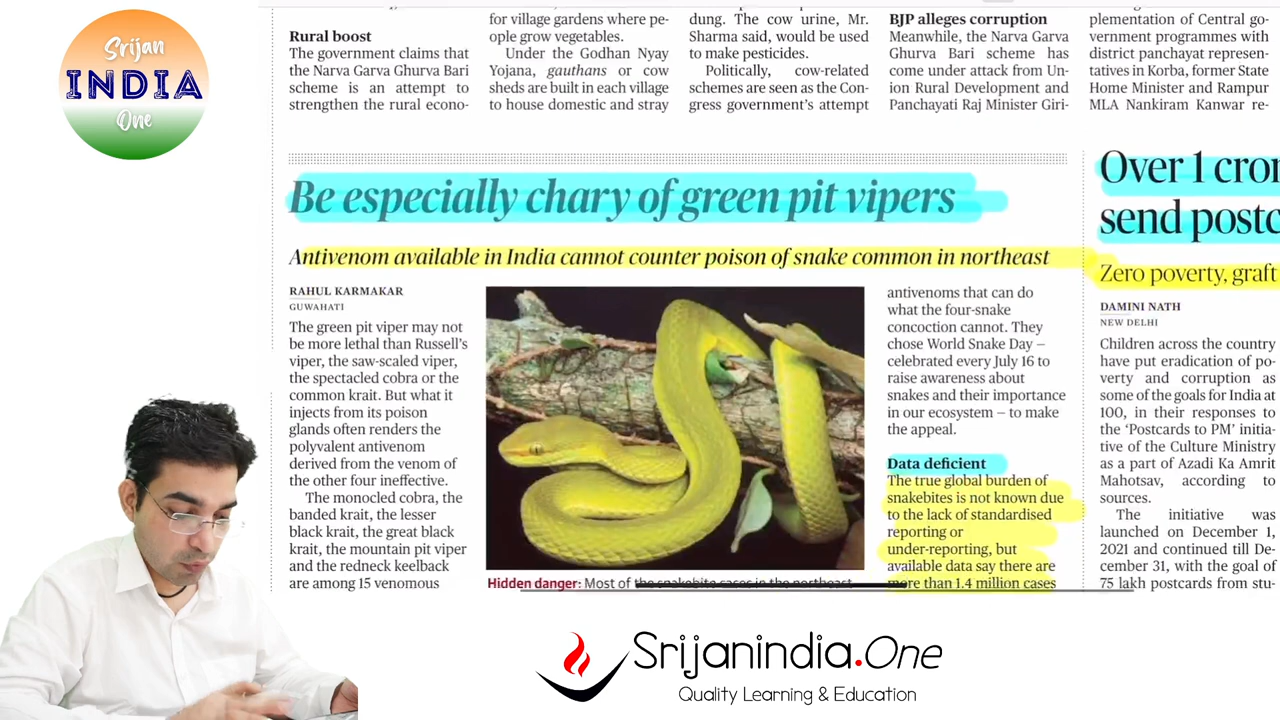 Srijan
INDIA
One
for village gardens where pe-
ople grow vegetables.
Under the Godhan Nyay
Yojana, gauthans or cow
sheds are built in each village
to house domestic and stray
dung. The cow urine, Mr.
Sharma said, would be used
to make pesticides.
Politically, cow-related
schemes are seen as the Con-
gress government's attempt
Rural boost
The government claims that
the Narva Garva Ghurva Bari
scheme is an attempt to
strengthen the rural econo-
BJP alleges corruption
Meanwhile, the Narva Garva
Ghurva Bari scheme has
come under attack from Un-
ion Rural Development and
Panchayati Raj Minister Giri-
plementation of Central go-
vernment programmes with
district panchayat represen-
tatives in Korba, former State
Home Minister and Rampur
MLA Nankiram Kanwar re-
Be especially chary of green pit vipers
Antivenom available in India cannot counter poison of snake common in northeast
RAHUL KARMAKAR
GUWAHATI
The green pit viper may not
be more lethal than Russell's
viper, the saw-scaled viper,
the spectacled cobra or the
common krait. But what it
injects from its poison
glands often renders the
polyvalent antivenom
derived from the venom of
the other four ineffective.
The monocled cobra, the
banded krait, the lesser
black krait, the great black
krait, the mountain pit viper
and the redneck keelback
are among 15 venomous
Hidden danger: Most of the snakebite cases in the northeast
antivenoms that can do
what the four-snake
concoction cannot. They
chose World Snake Day –
celebrated every July 16 to
raise awareness about
snakes and their importance
in our ecosystem – to make
the appeal.
Data deficient
The true global burden of
snakebites is not known due
to the lack of standardised
reporting or
under-reporting, but
available data say there are
more than 1.4 million cases
Over 1 cror
send postc
Zero poverty, graft
DAMINI NATH
NEW DELHI
Children across the country
have put eradication of po-
verty and corruption as
some of the goals for India at
100, in their responses to
the 'Postcards to PM' initia-
tive of the Culture Ministry
as a part of Azadi Ka Amrit
Mahotsav, according to
sources.
The initiative was
launched on December 1,
2021 and continued till De-
cember 31, with the goal of
75 lakh postcards from stu-
Srijanindia.One
Quality Learning & Education